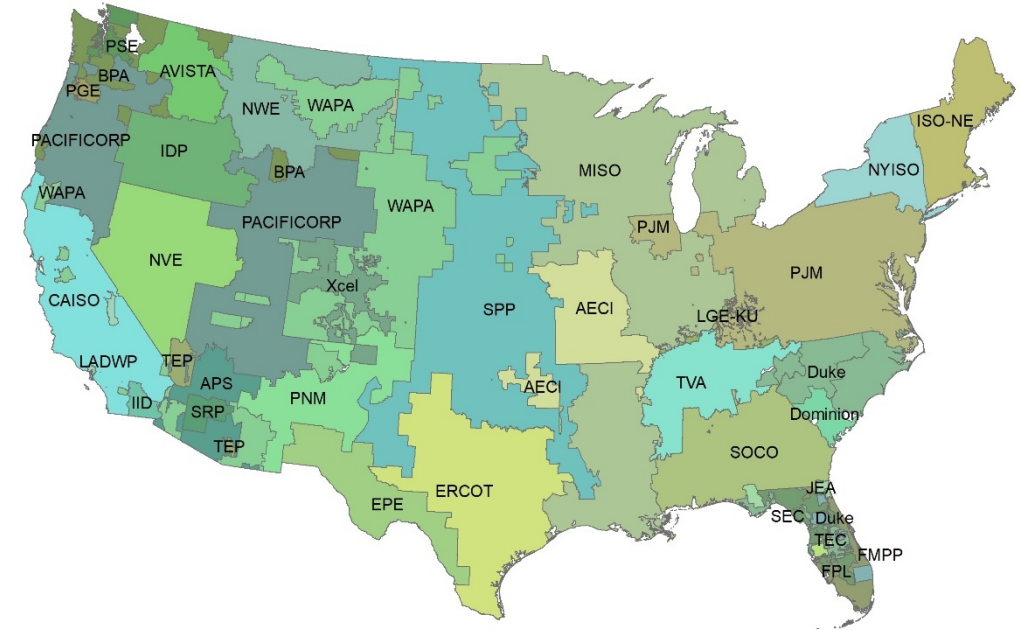 PSE
BPA
AVISTA
PGE
NWE
WAPA
ISO-NE
PACIFICORP
IDP
NYISO
MISO
BPA
WAPA
WAPA
PACIFICORP
PJM
NVE
PJM
Xcel
CAISO
SPP
AECI
LGE-KU
LADWP
TEP
APS
AECI
TVA
Duke
IID
SRP
PNM
Dominion
TEP
SOCO
ERCOT
EPE
JEA
SEC
Duke
TEC
FMPP
FPL